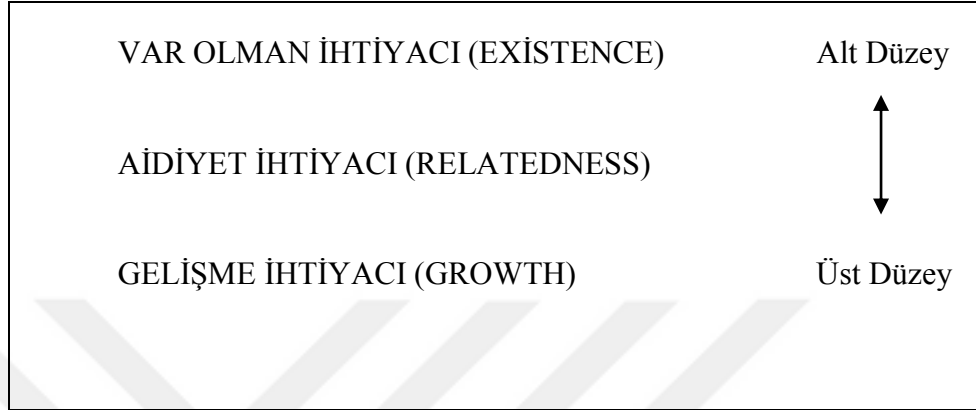 VAR OLMAN İHTİYACI (EXİSTENCE) Alt Düzey
AİDİYET İHTİYACI (RELATEDNESS)
GELİŞME İHTİYACI (GROWTH) Üst Düzey